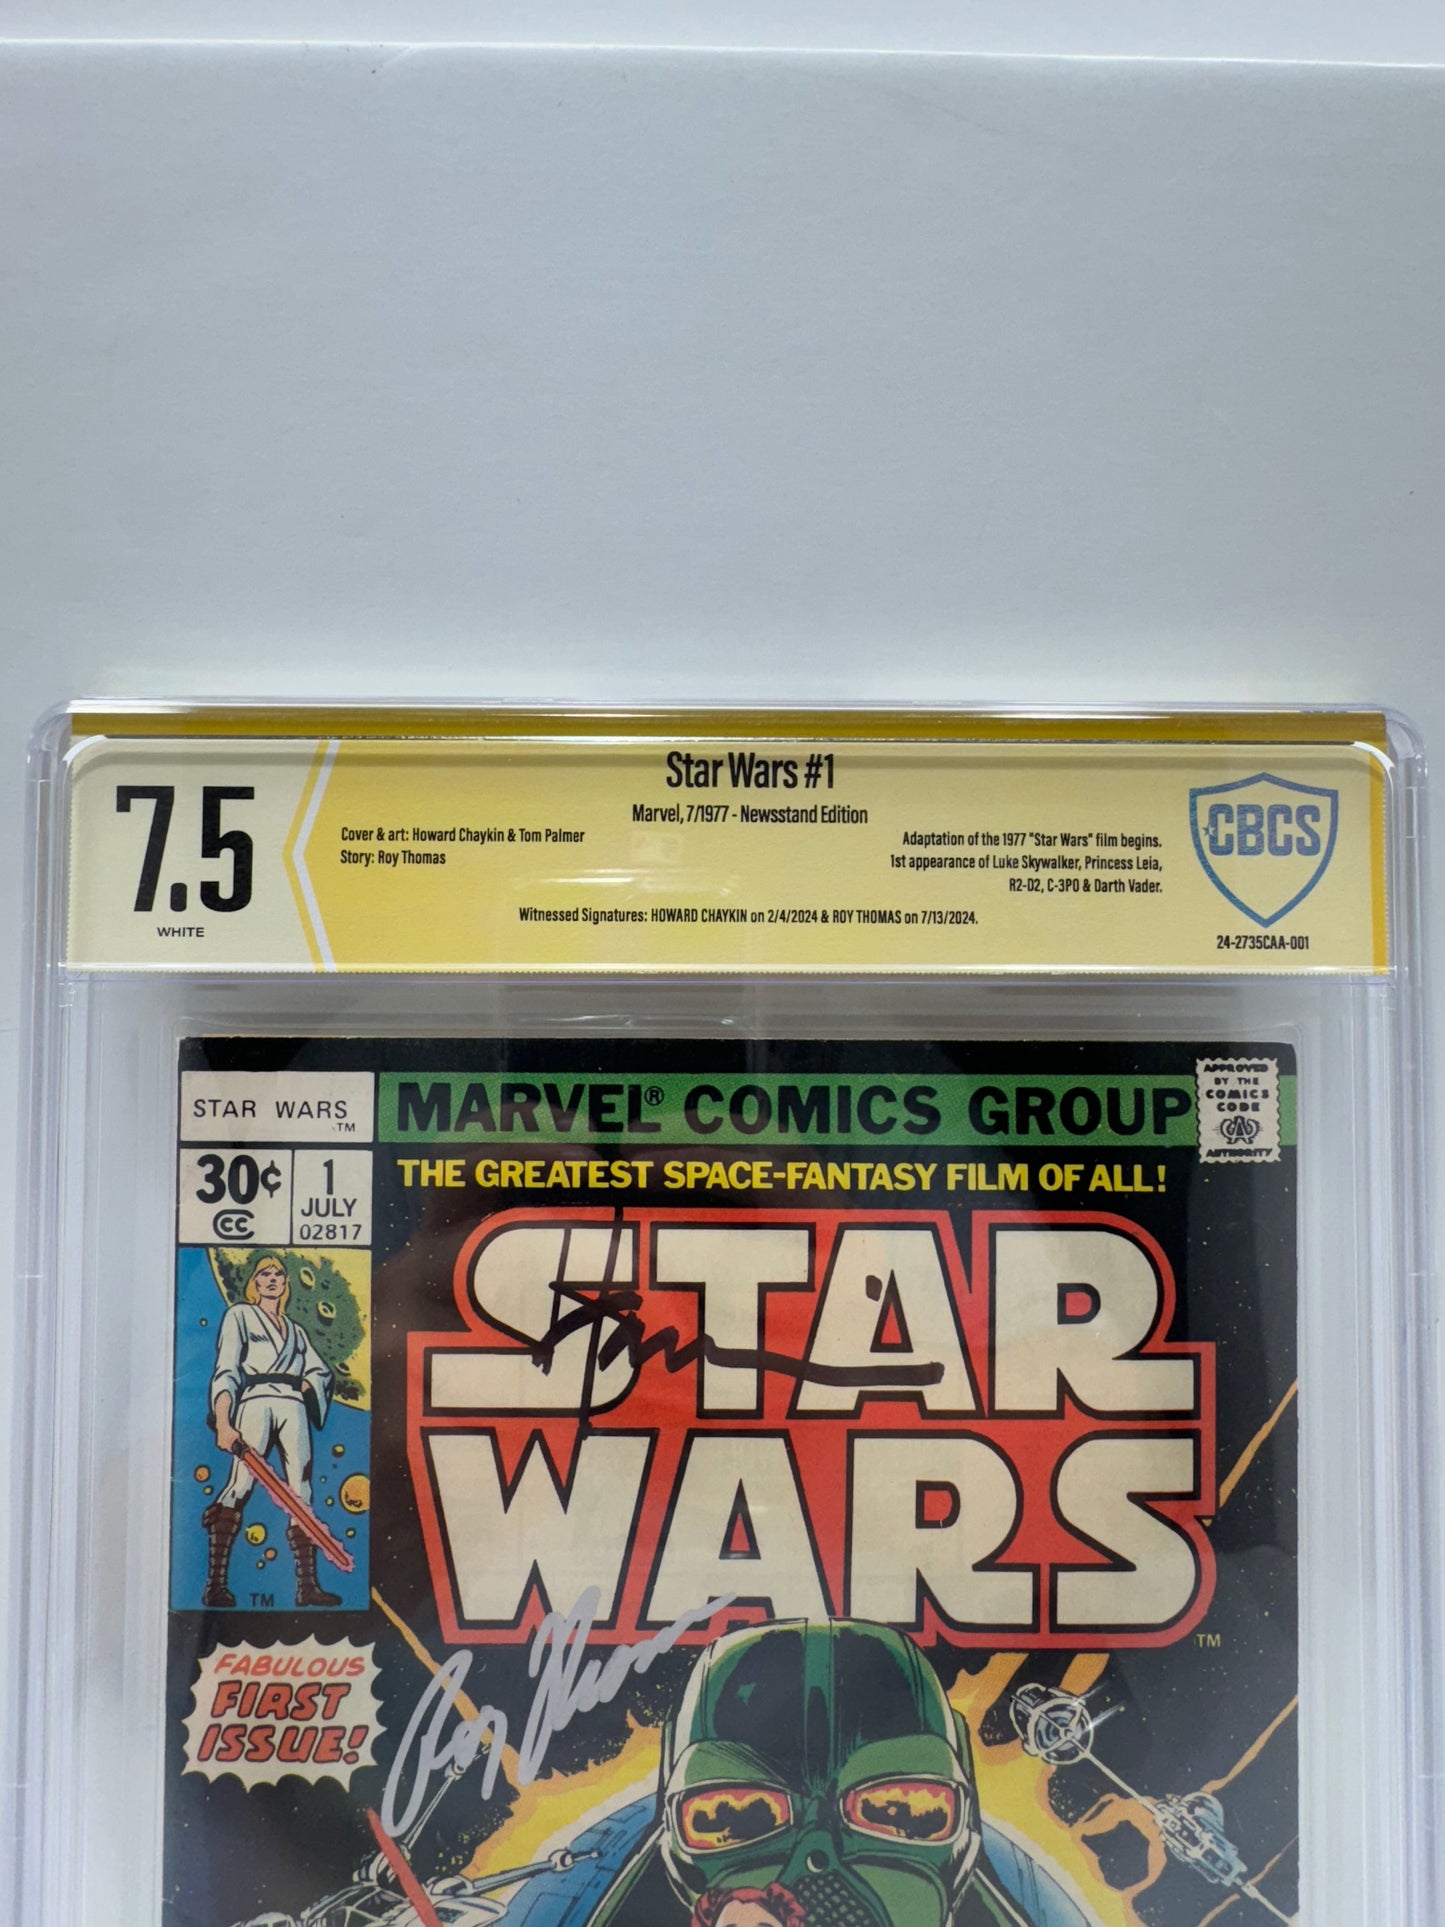 7.5
WHITE
Star Wars #1
Marvel, 7/1977 - Newsstand Edition
Cover & art: Howard Chaykin & Tom Palmer
Story: Roy Thomas
Adaptation of the 1977 "Star Wars" film begins.
1st appearance of Luke Skywalker, Princess Leia,
R2-D2, C-3PO & Darth Vader.
Witnessed Signatures: HOWARD CHAYKIN on 2/4/2024 & ROY THOMAS on 7/13/2024.
CBCS
24-2735CAA-001
STAR WARS
TM
MARVEL® COMICS GROUP
APPROVED
BY THE
COMICS
CODE
AUTHORITY
30¢
CC
1
JULY
02817
THE GREATEST SPACE-FANTASY FILM OF ALL!
STAR
WARS
TM
TM
FABULOUS
FIRST
ISSUE!
Roy Thomas